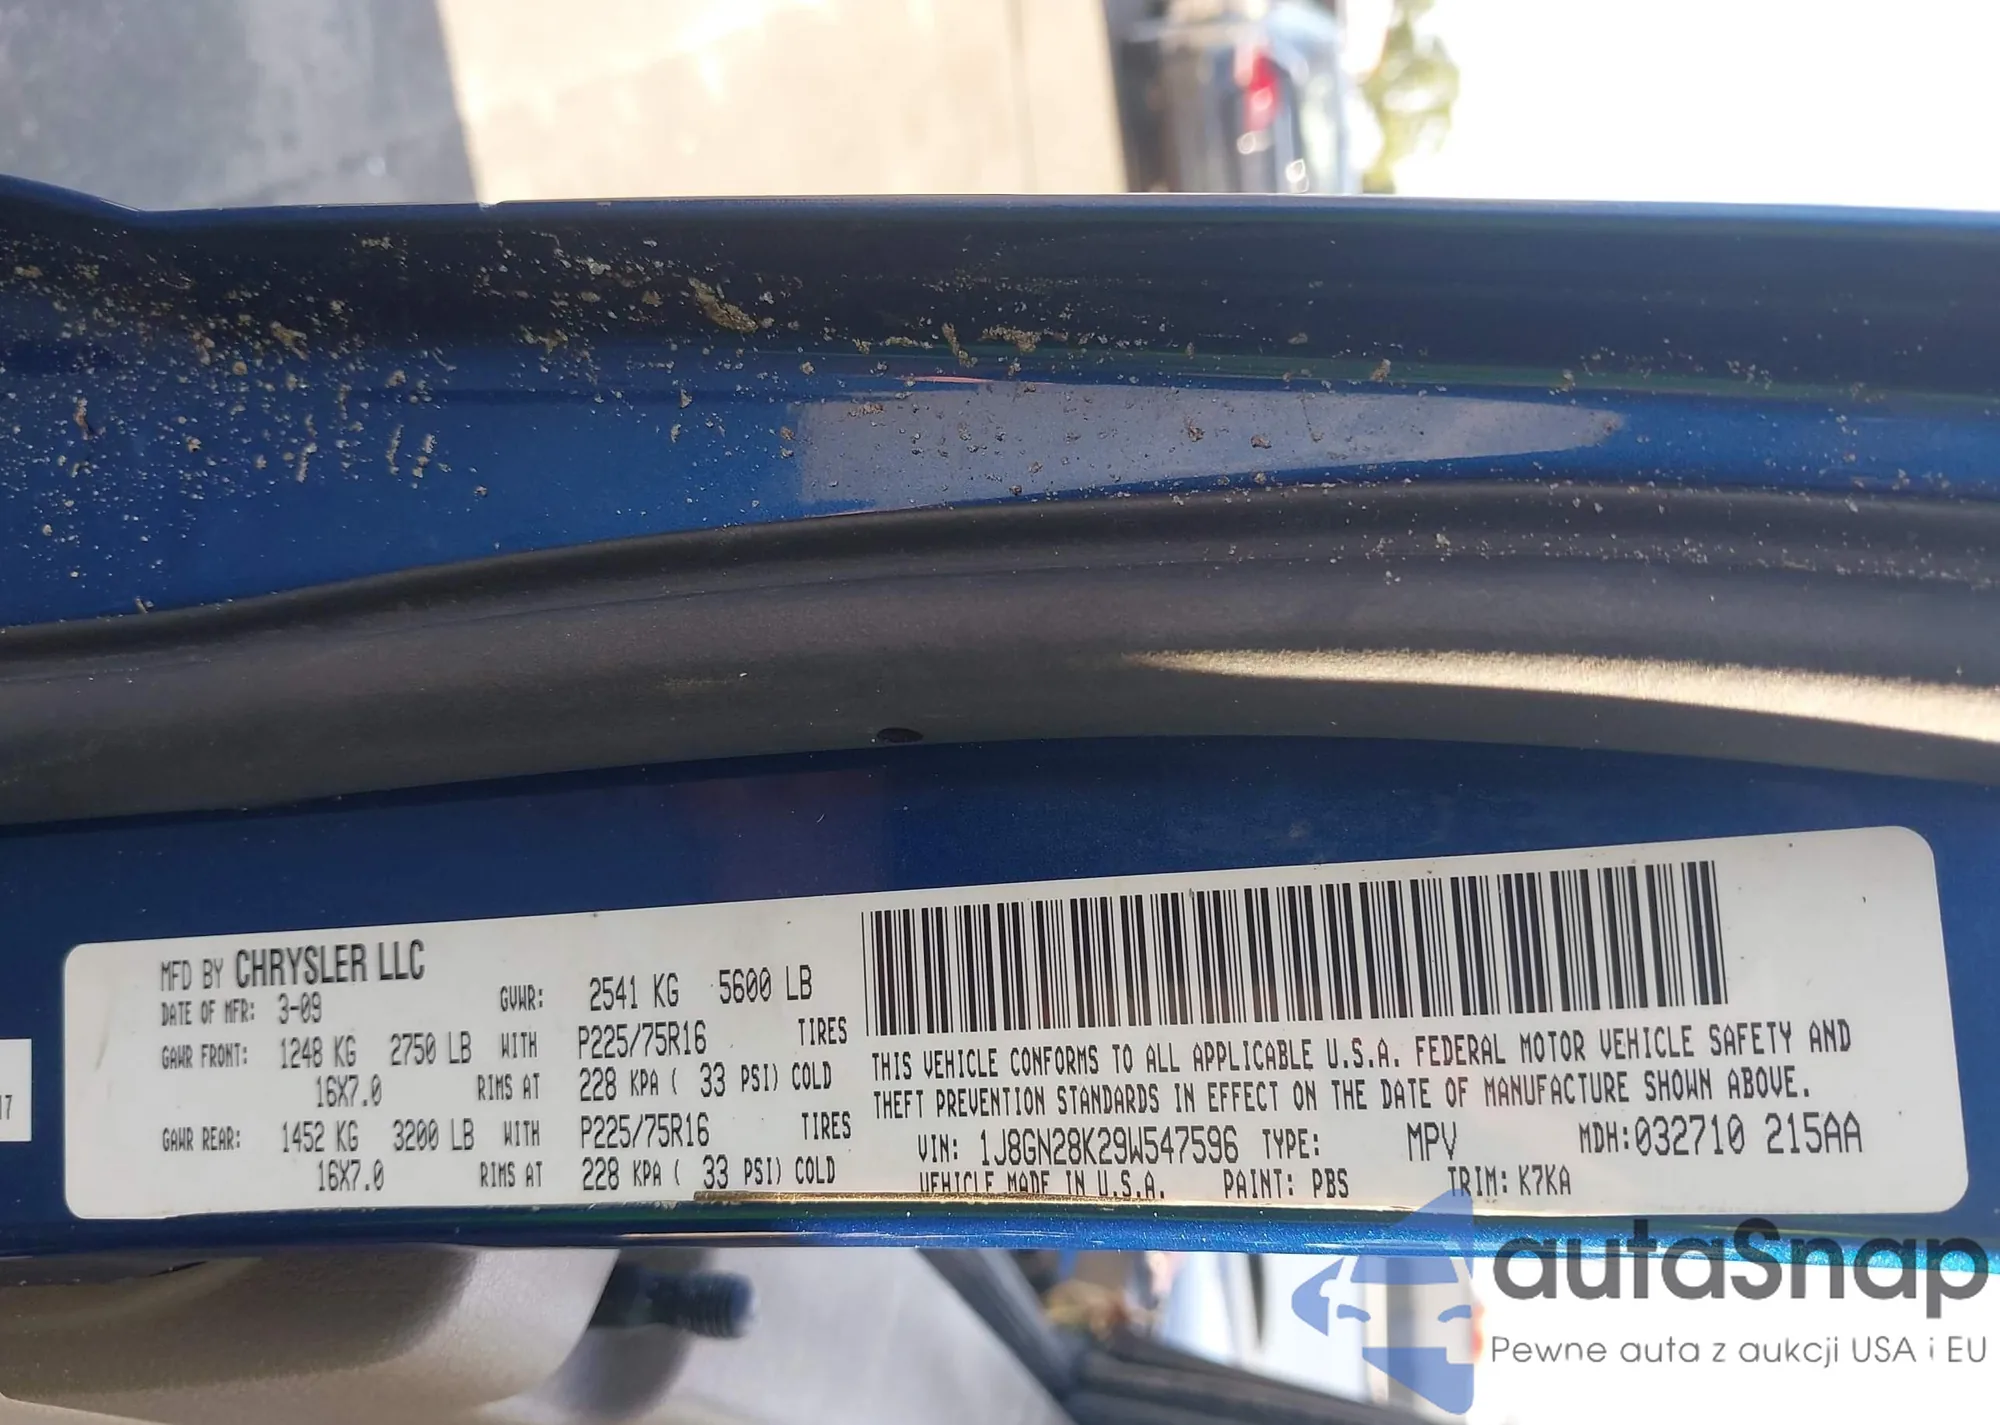 MFD BY CHRYSLER LLC
DATE OF MFR: 3-09 GVWR: 2541 KG 5600 LB
GAWR FRONT: 1248 KG 2750 LB WITH P225/75R16 TIRES
16X7.0 RIMS AT 228 KPA ( 33 PSI) COLD
GAWR REAR: 1452 KG 3200 LB WITH P225/75R16 TIRES
16X7.0 RIMS AT 228 KPA ( 33 PSI) COLD
THIS VEHICLE CONFORMS TO ALL APPLICABLE U.S.A. FEDERAL MOTOR VEHICLE SAFETY AND
THEFT PREVENTION STANDARDS IN EFFECT ON THE DATE OF MANUFACTURE SHOWN ABOVE.
VIN: 1J8GN28K29W547596 TYPE: MPV MDH:032710 215AA
VEHICLE MADE IN U.S.A. PAINT: PBS TRIM: K7KA
17
autaSnap
Pewne auta z aukcji USA i EU